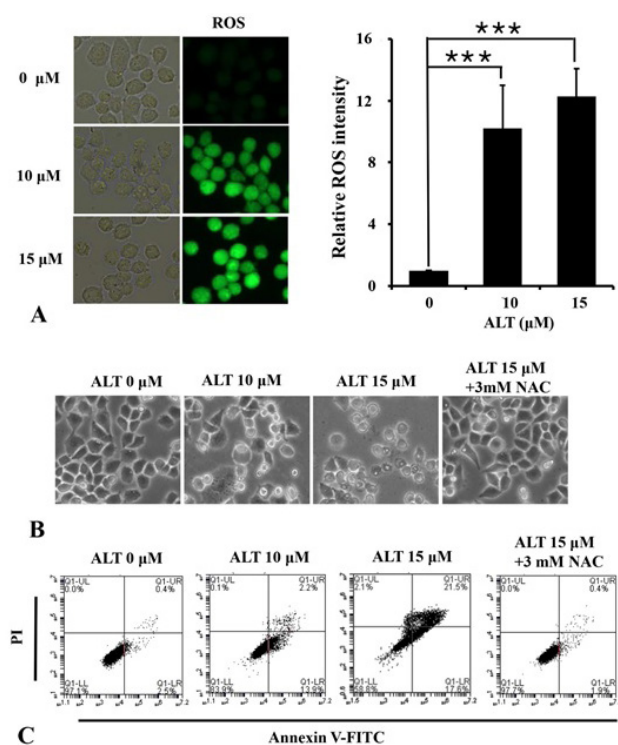 ROS
0 μM
10 μM
15 μM
A
Relative ROS intensity
16
12
8
4
0
***
***
0 10 15
ALT (μM)
ALT 0 μM ALT 10 μM ALT 15 μM ALT 15 μM
+3mM NAC
B
ALT 0 μM ALT 10 μM ALT 15 μM ALT 15 μM
+3 mM NAC
PI
Q1-UL Q1-UR
0.0% 0.4%
Q1-LL Q1-LR
97.1% 2.5%
Q1-UL Q1-UR
0.1% 2.2%
Q1-LL Q1-LR
83.9% 13.9%
Q1-UL Q1-UR
2.1% 21.5%
Q1-LL Q1-LR
58.8% 17.6%
Q1-UL Q1-UR
0.0% 0.4%
Q1-LL Q1-LR
97.7% 1.9%
C
Annexin V-FITC